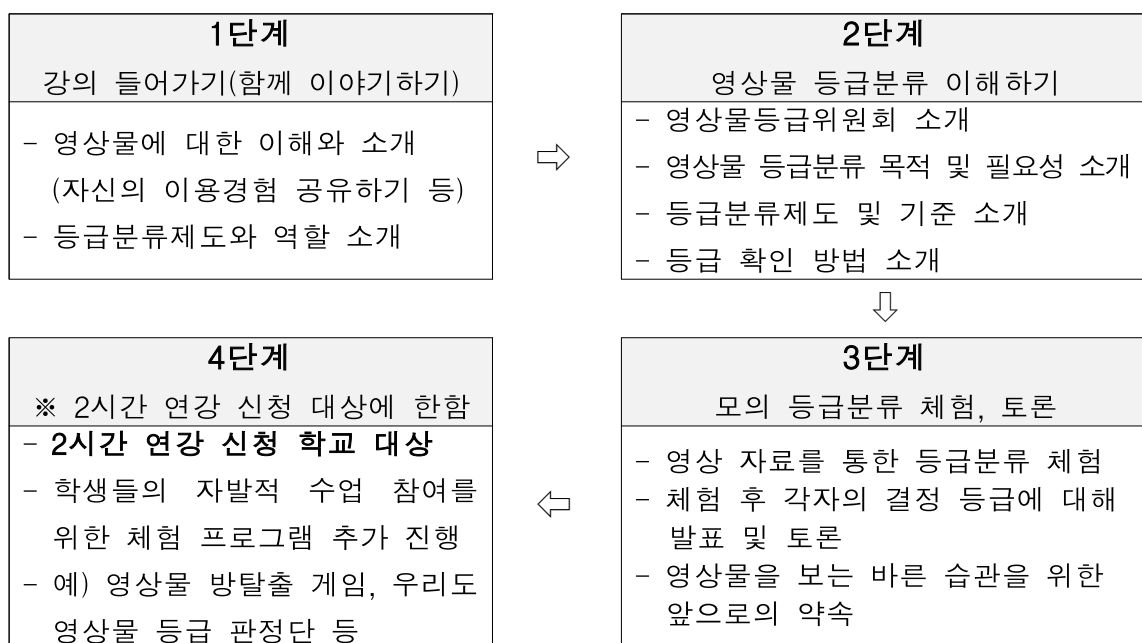 1단계
강의 들어가기(함께 이야기하기)
- 영상물에 대한 이해와 소개
(자신의 이용경험 공유하기 등)
- 등급분류제도와 역할 소개
⇨
2단계
영상물 등급분류 이해하기
- 영상물등급위원회 소개
- 영상물 등급분류 목적 및 필요성 소개
- 등급분류제도 및 기준 소개
- 등급 확인 방법 소개
⇩
3단계
모의 등급분류 체험, 토론
- 영상 자료를 통한 등급분류 체험
- 체험 후 각자의 결정 등급에 대해
발표 및 토론
- 영상물을 보는 바른 습관을 위한
앞으로의 약속
⇦
4단계
※ 2시간 연강 신청 대상에 한함
- 2시간 연강 신청 학교 대상
- 학생들의 자발적 수업 참여를
위한 체험 프로그램 추가 진행
- 예) 영상물 방탈출 게임, 우리도
영상물 등급 판정단 등